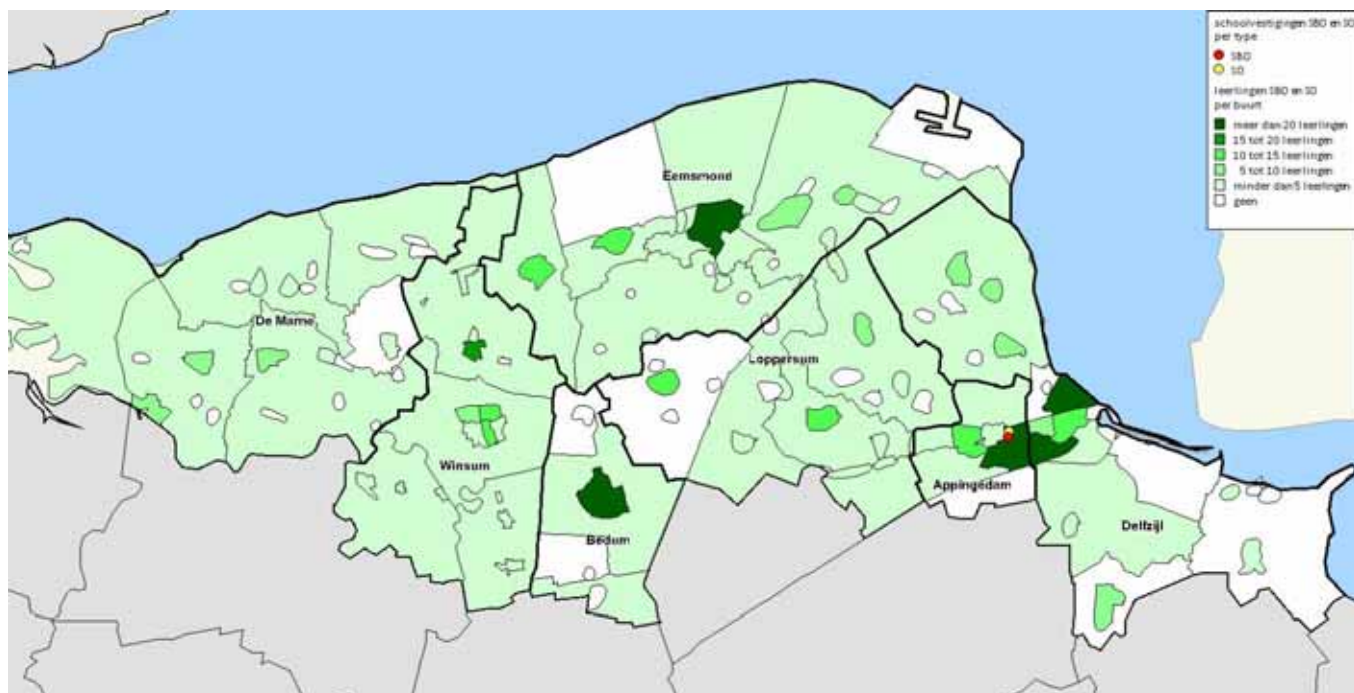 schoolvestigingen SBO en SO
per type
SBO
SO
leerlingen SBO en SO
per buurt
meer dan 20 leerlingen
15 tot 20 leerlingen
10 tot 15 leerlingen
5 tot 10 leerlingen
minder dan 5 leerlingen
geen
Eemsmond
De Marne
Loppersum
Winsum
Appingedam
Delfzijl
Bedum